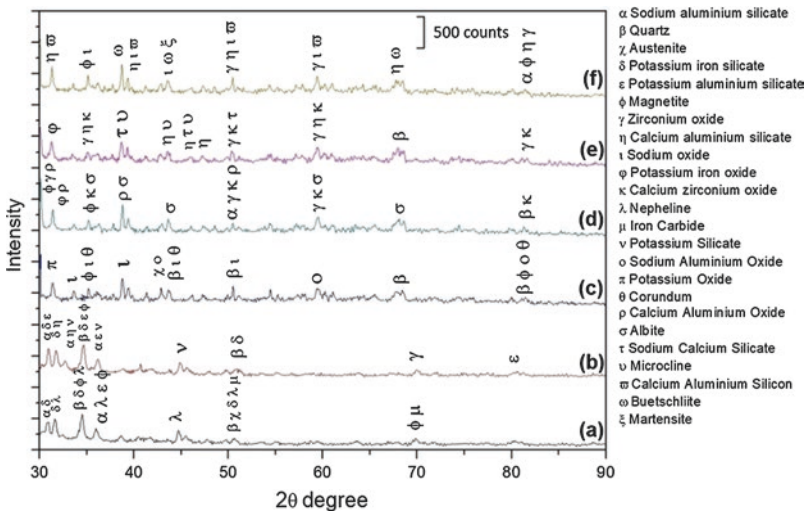 500 counts
η ϖ
φ ι
ω
η ι ϖ
ι ω ξ
γ η ι ϖ
γ ι ϖ
η ω
α ϕ η γ
(f)
φ
γ η κ
τ υ
η υ
η τ υ
η
γ κ τ
γ η κ
β
γ κ
(e)
ϕ γ ρ
φ ρ
ϕ κ σ
ρ σ
σ
α γ κ ρ
γ κ σ
σ
β κ
(d)
π
ι
ϕ ι θ
ι
χ ο
β ι θ
β ι
ο
β
β ϕ ο θ
(c)
α δ ε
δ η
α η ν
β δ ε ϕ
α ε ν
ν
β δ
γ
ε
(b)
α δ
δ λ
β δ ϕ λ
α λ ε ϕ
λ
β χ δ λ μ
ϕ μ
(a)
Intensity
30 40 50 60 70 80 90
2θ degree
α Sodium aluminium silicate
β Quartz
χ Austenite
δ Potassium iron silicate
ε Potassium aluminium silicate
ϕ Magnetite
γ Zirconium oxide
η Calcium aluminium silicate
ι Sodium oxide
φ Potassium iron oxide
κ Calcium zirconium oxide
λ Nepheline
μ Iron Carbide
ν Potassium Silicate
ο Sodium Aluminium Oxide
π Potassium Oxide
θ Corundum
ρ Calcium Aluminium Oxide
σ Albite
τ Sodium Calcium Silicate
υ Microcline
ϖ Calcium Aluminium Silicon
ω Buetschliite
ξ Martensite